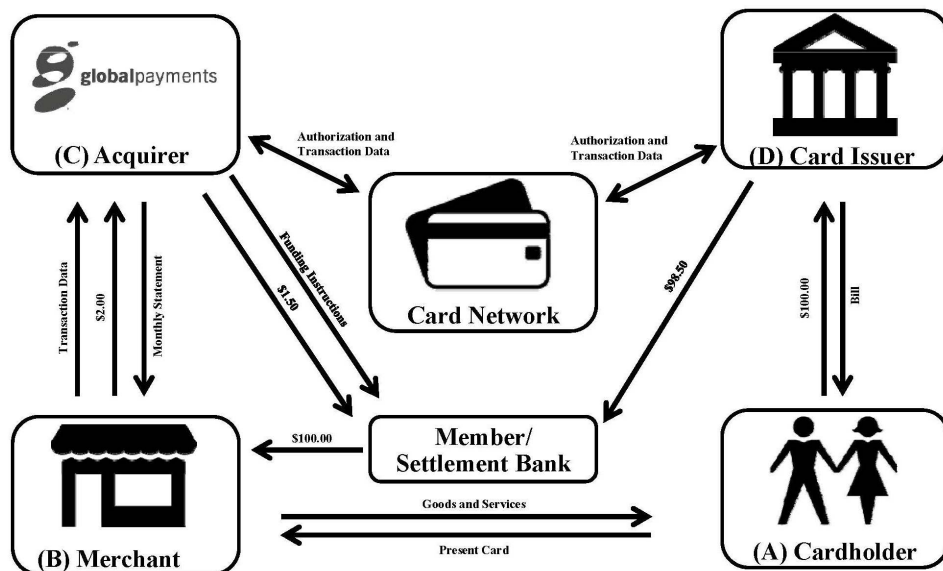 globalpayments
(C) Acquirer
(D) Card Issuer
Authorization and
Transaction Data
Authorization and
Transaction Data
Card Network
Transaction Data
$2.00
Monthly Statement
$1.50
Funding Instructions
$98.50
$100.00
Bill
$100.00
Member/
Settlement Bank
Goods and Services
Present Card
(B) Merchant
(A) Cardholder